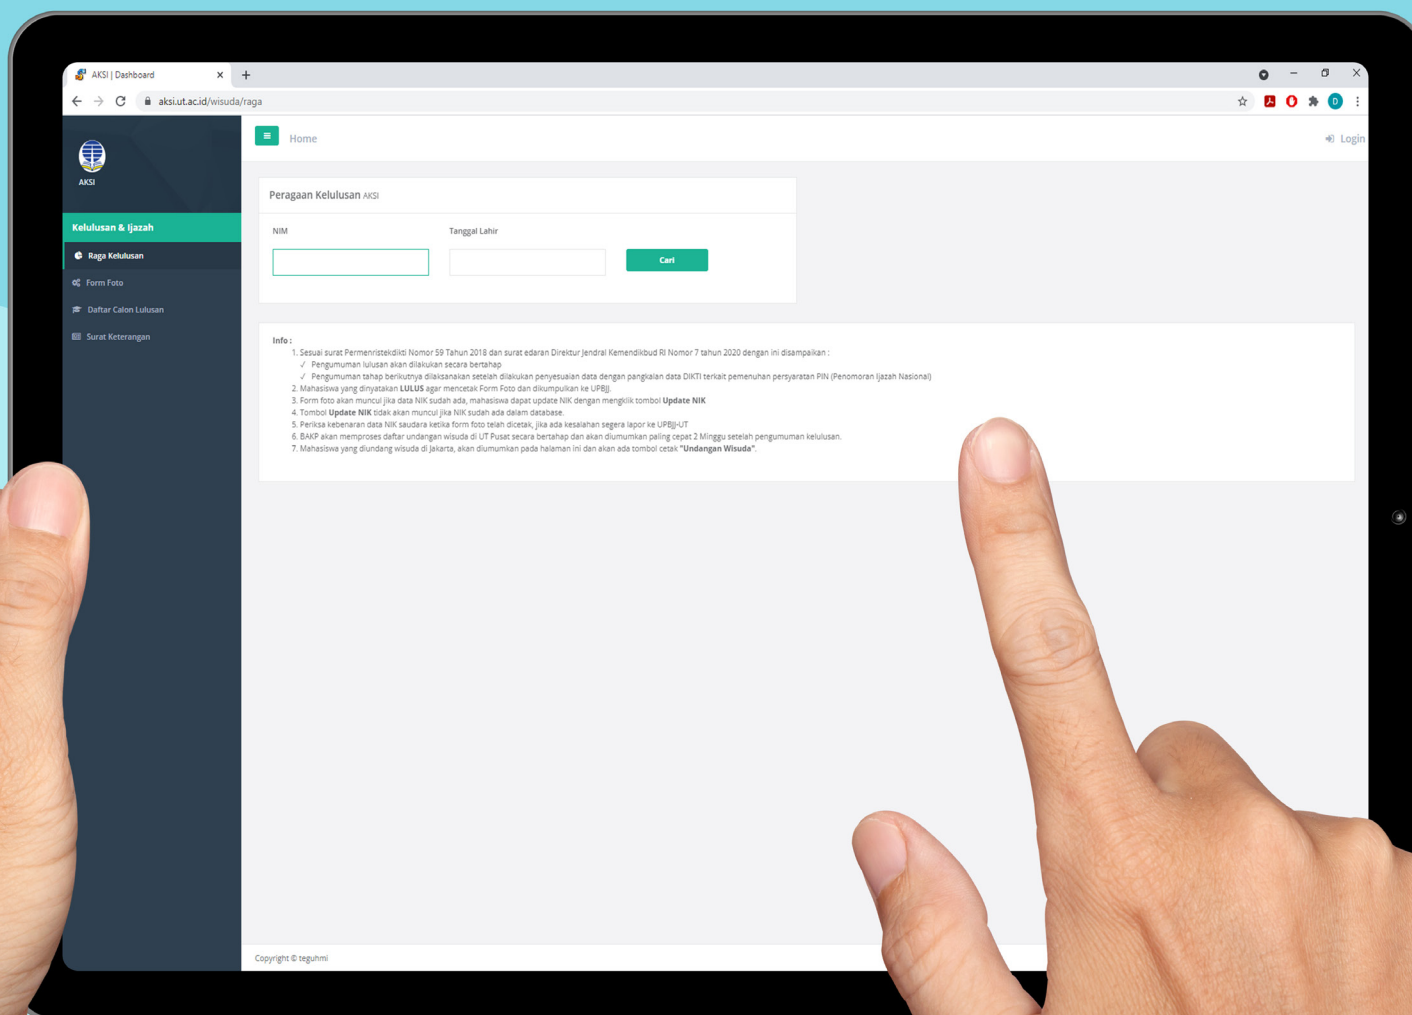 AKSI | Dashboard
aksi.ut.ac.id/wisuda/raga
D
AKSI
Home
Login
Peragaan Kelulusan AKSI
Kelulusan & Ijazah
NIM
Tanggal Lahir
Raga Kelulusan
Cari
Form Foto
Daftar Calon Lulusan
Surat Keterangan
Info :
1. Sesuai surat Permenristekdikti Nomor 59 Tahun 2018 dan surat edaran Direktur Jendral Kemendikbud RI Nomor 7 tahun 2020 dengan ini disampaikan :
✓ Pengumuman lulusan akan dilakukan secara bertahap
✓ Pengumuman tahap berikutnya dilaksanakan setelah dilakukan penyesuaian data dengan pangkalan data DIKTI terkait pemenuhan persyaratan PIN (Penomoran Ijazah Nasional)
2. Mahasiswa yang dinyatakan LULUS agar mencetak Form Foto dan dikumpulkan ke UPBJJ.
3. Form foto akan muncul jika data NIK sudah ada, mahasiswa dapat update NIK dengan mengklik tombol Update NIK
4. Tombol Update NIK tidak akan muncul jika NIK sudah ada dalam database.
5. Periksa kebenaran data NIK saudara ketika form foto telah dicetak, jika ada kesalahan segera lapor ke UPBJJ-UT
6. BAKP akan memproses daftar undangan wisuda di UT Pusat secara bertahap dan akan diumumkan paling cepat 2 Minggu setelah pengumuman kelulusan.
7. Mahasiswa yang diundang wisuda di Jakarta, akan diumumkan pada halaman ini dan akan ada tombol cetak "Undangan Wisuda".
Copyright © teguhmi